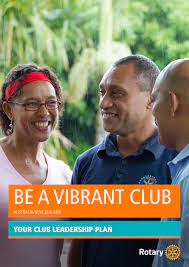 BE A VIBRANT CLUB
AUSTRALIA/NEW ZEALAND
YOUR CLUB LEADERSHIP PLAN
Rotary